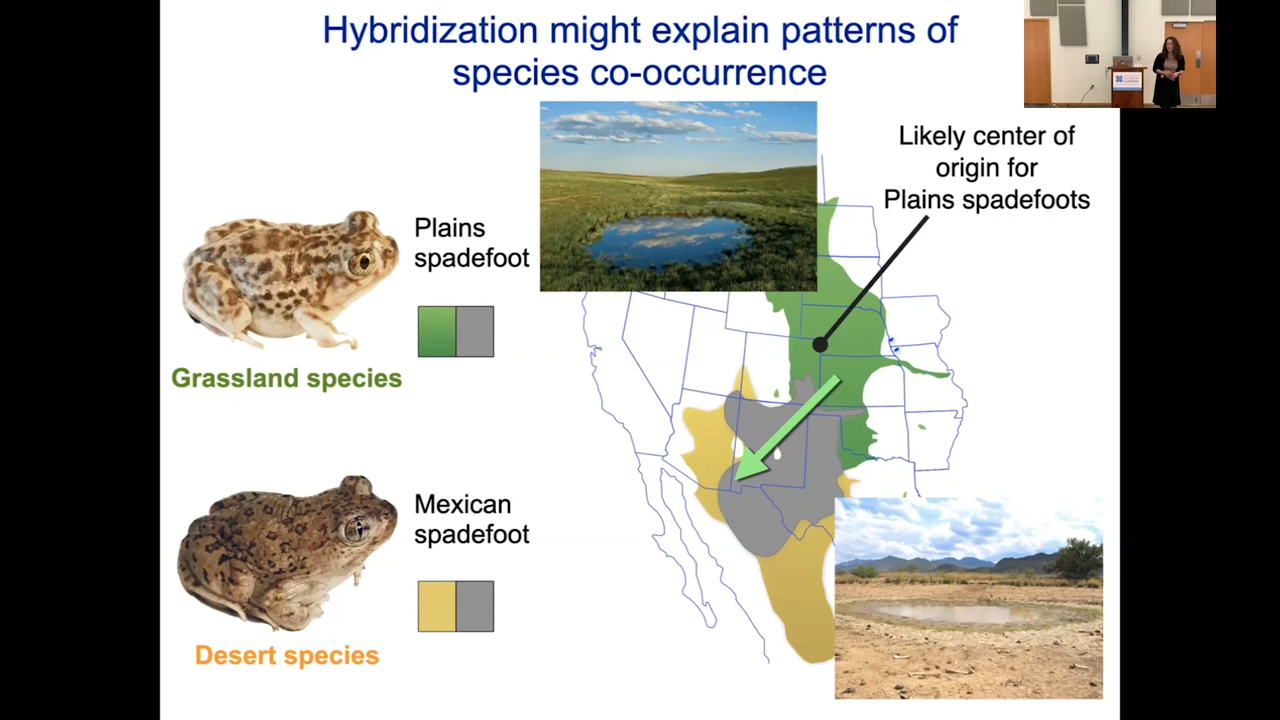 Hybridization might explain patterns of
species co-occurrence
Likely center of
origin for
Plains spadefoots
Plains
spadefoot
Grassland species
Mexican
spadefoot
Desert species